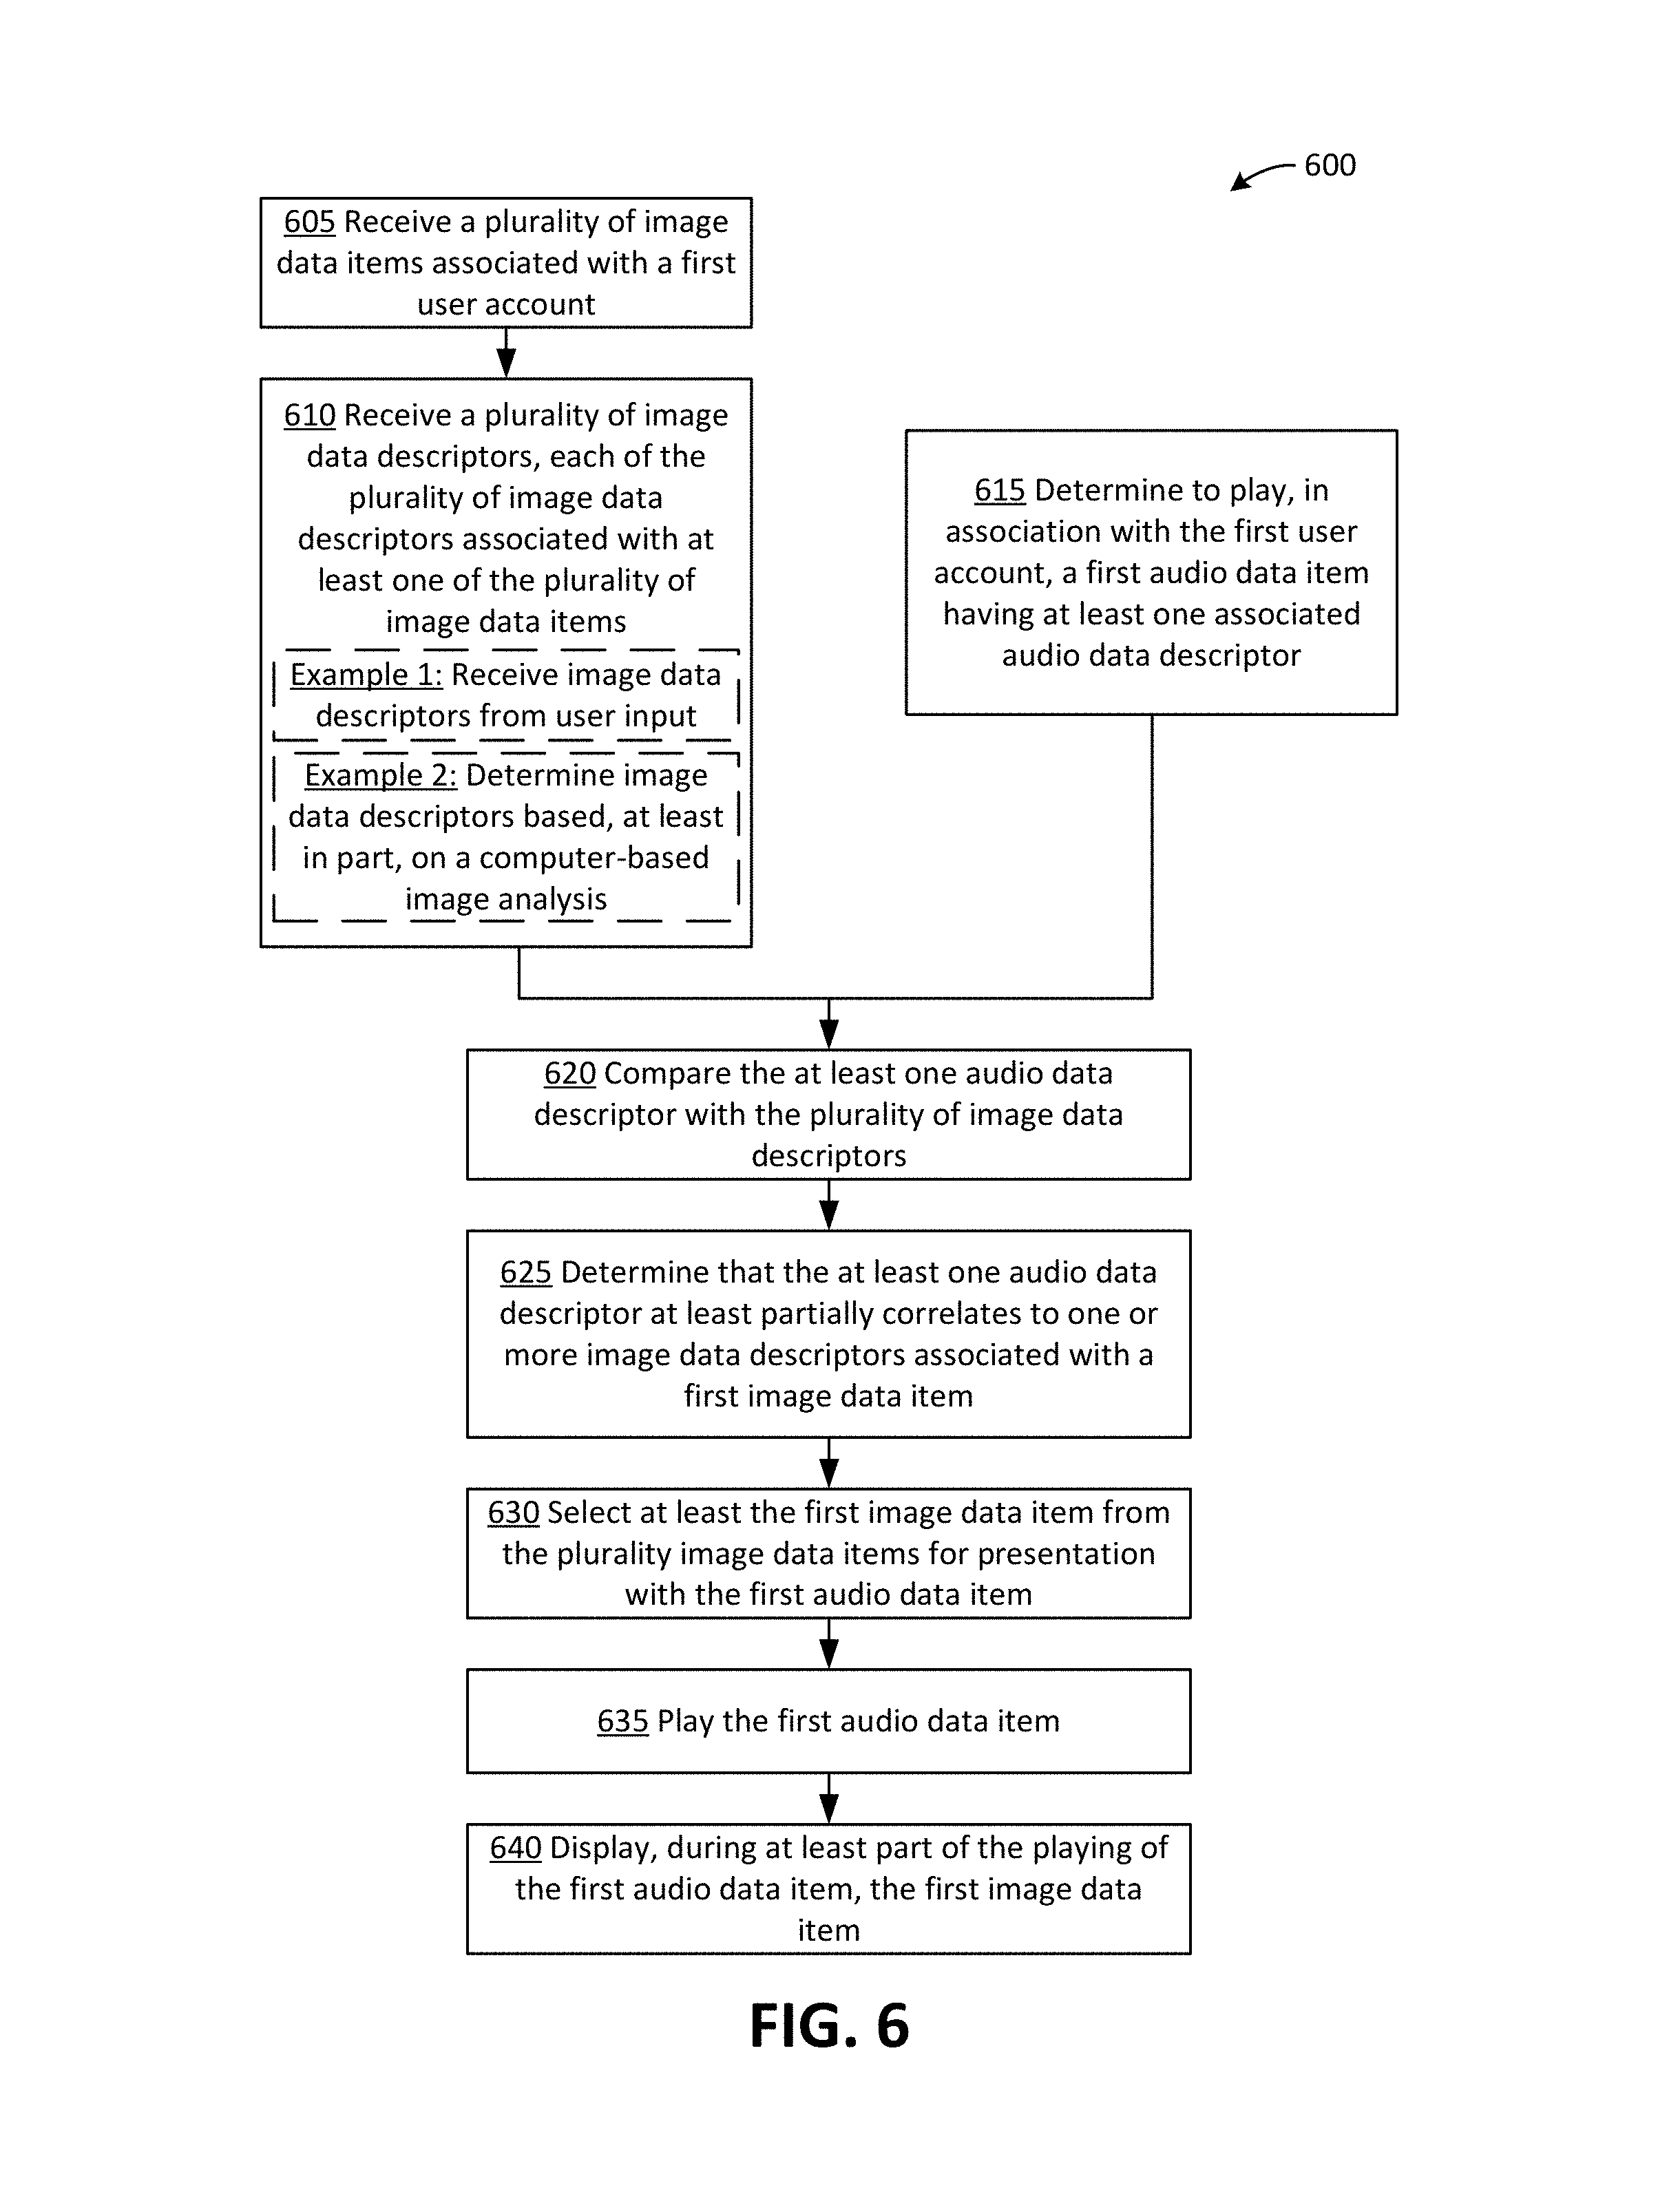 600
605 Receive a plurality of image
data items associated with a first
user account
610 Receive a plurality of image
data descriptors, each of the
plurality of image data
descriptors associated with at
least one of the plurality of
image data items
Example 1: Receive image data
descriptors from user input
Example 2: Determine image
data descriptors based, at least
in part, on a computer-based
image analysis
615 Determine to play, in
association with the first user
account, a first audio data item
having at least one associated
audio data descriptor
620 Compare the at least one audio data
descriptor with the plurality of image data
descriptors
625 Determine that the at least one audio data
descriptor at least partially correlates to one or
more image data descriptors associated with a
first image data item
630 Select at least the first image data item from
the plurality image data items for presentation
with the first audio data item
635 Play the first audio data item
640 Display, during at least part of the playing of
the first audio data item, the first image data
item
FIG. 6